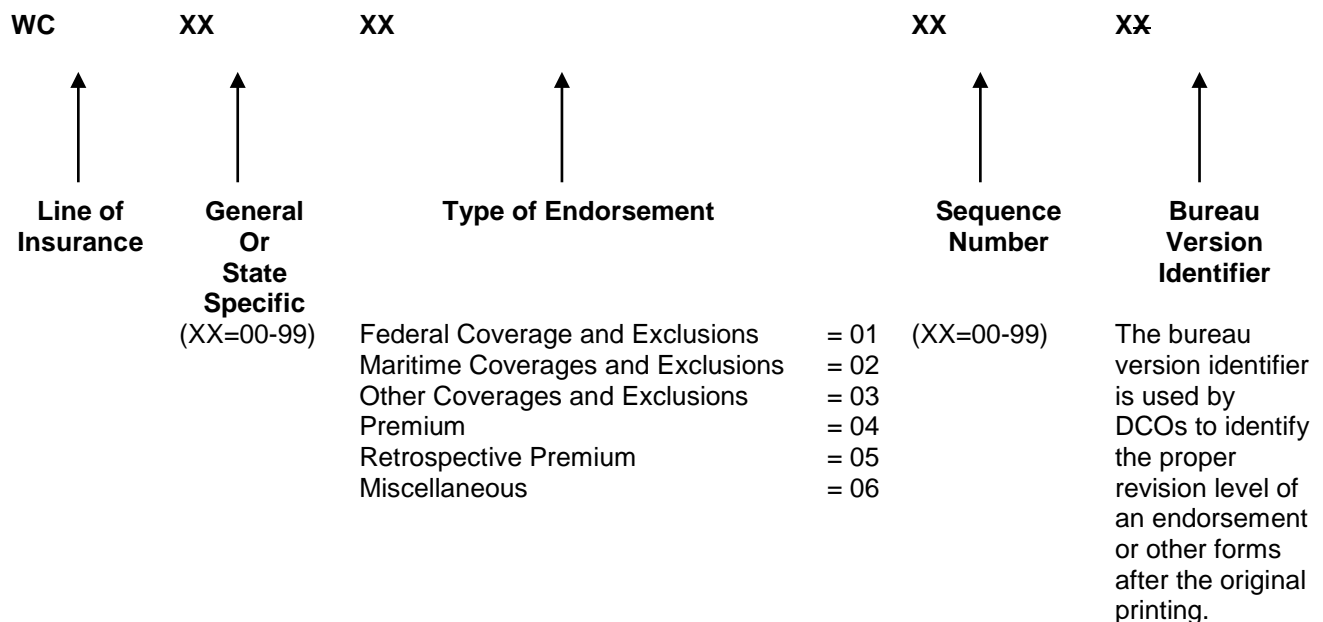 WC XX XX XX XX
Line of Insurance
General Or State Specific
(XX=00-99)
Type of Endorsement
Federal Coverage and Exclusions = 01
Maritime Coverages and Exclusions = 02
Other Coverages and Exclusions = 03
Premium = 04
Retrospective Premium = 05
Miscellaneous = 06
Sequence Number
(XX=00-99)
Bureau Version Identifier
The bureau
version identifier
is used by
DCOs to identify
the proper
revision level of
an endorsement
or other forms
after the original
printing.